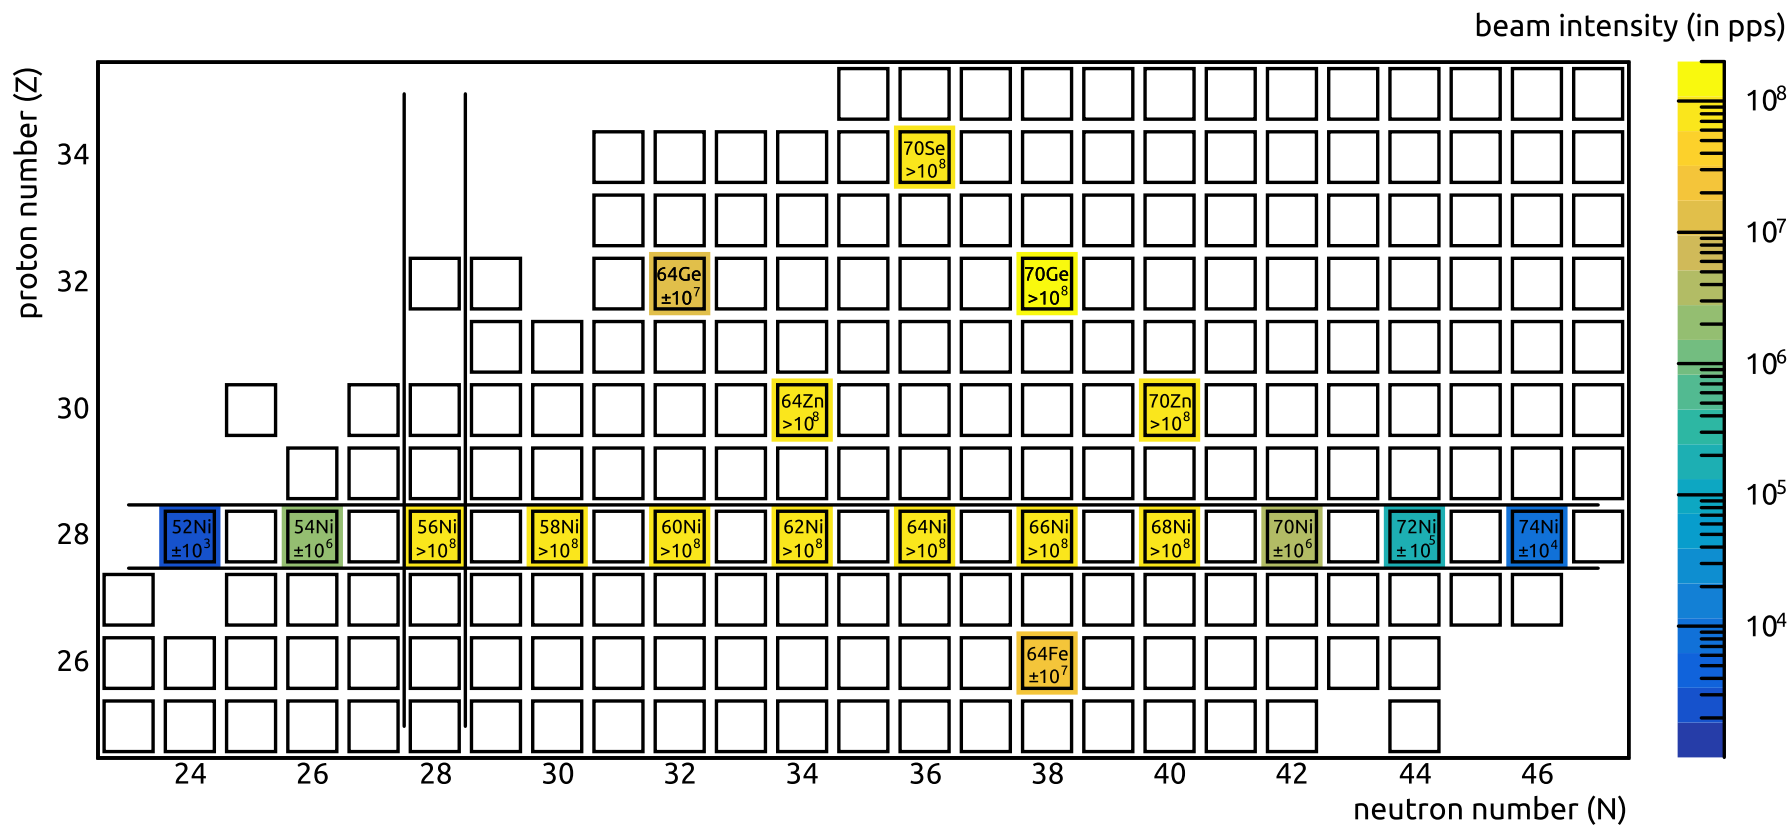 beam intensity (in pps)
proton number (Z)
34
32
30
28
26
70Se
>10⁸
64Ge
±10⁷
70Ge
>10⁸
64Zn
>10⁸
70Zn
>10⁸
52Ni
±10³
54Ni
±10⁶
56Ni
>10⁸
58Ni
>10⁸
60Ni
>10⁸
62Ni
>10⁸
64Ni
>10⁸
66Ni
>10⁸
68Ni
>10⁸
70Ni
±10⁶
72Ni
±10⁵
74Ni
±10⁴
64Fe
±10⁷
24 26 28 30 32 34 36 38 40 42 44 46
neutron number (N)
10⁸
10⁷
10⁶
10⁵
10⁴